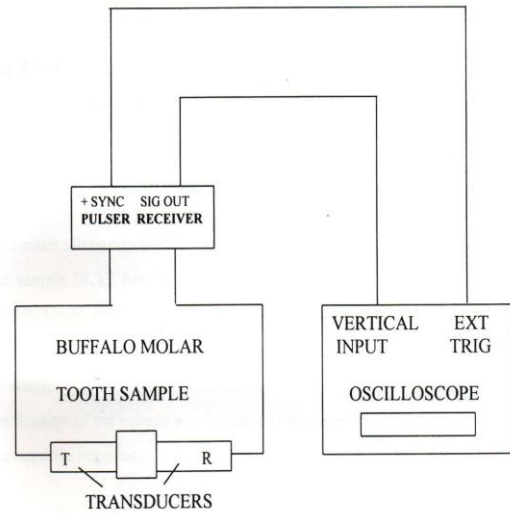 + SYNC SIG OUT
PULSER RECEIVER
BUFFALO MOLAR
TOOTH SAMPLE
T R
TRANSDUCERS
VERTICAL EXT
INPUT TRIG
OSCILLOSCOPE